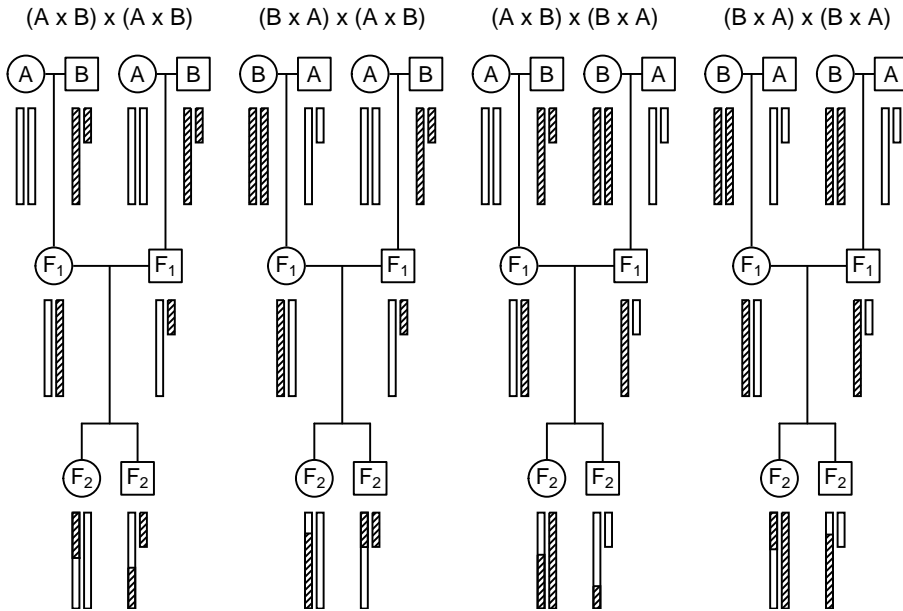 (A x B) x (A x B) (B x A) x (A x B) (A x B) x (B x A) (B x A) x (B x A)
A B A B B A A B A B B A B A B A
F₁ F₁ F₁ F₁ F₁ F₁ F₁ F₁
F₂ F₂ F₂ F₂ F₂ F₂ F₂ F₂